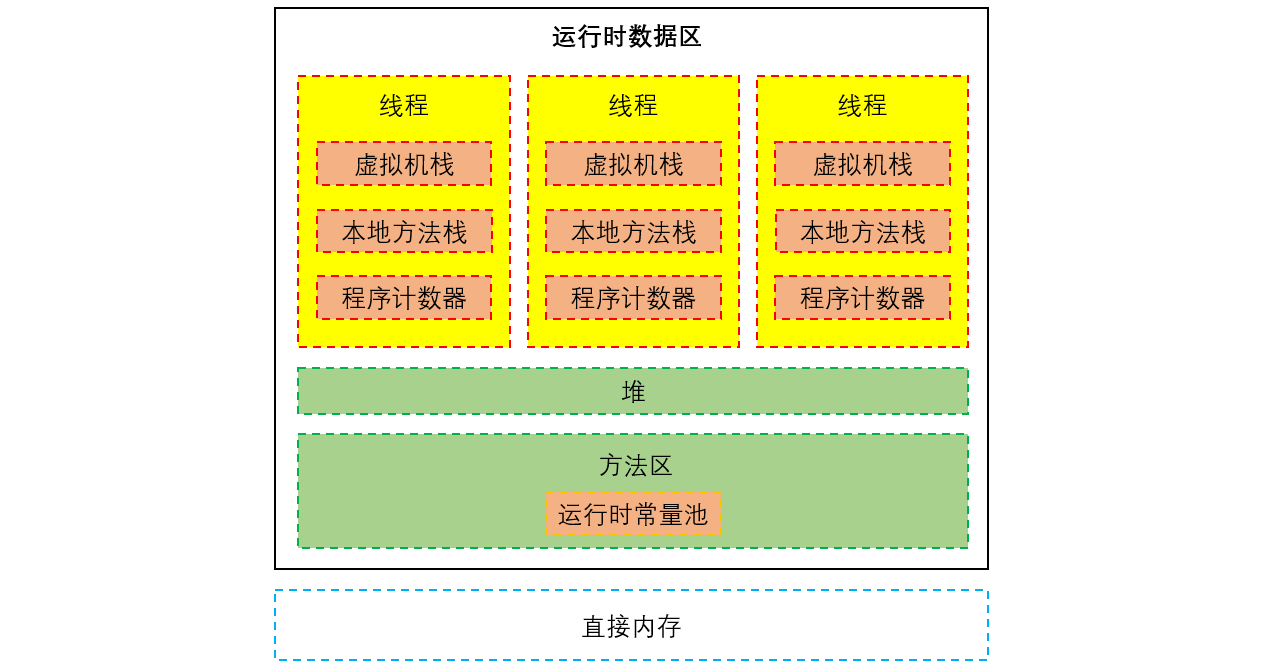 运行时数据区
线程
线程
线程
虚拟机栈
虚拟机栈
虚拟机栈
本地方法栈
本地方法栈
本地方法栈
程序计数器
程序计数器
程序计数器
堆
方法区
运行时常量池
直接内存